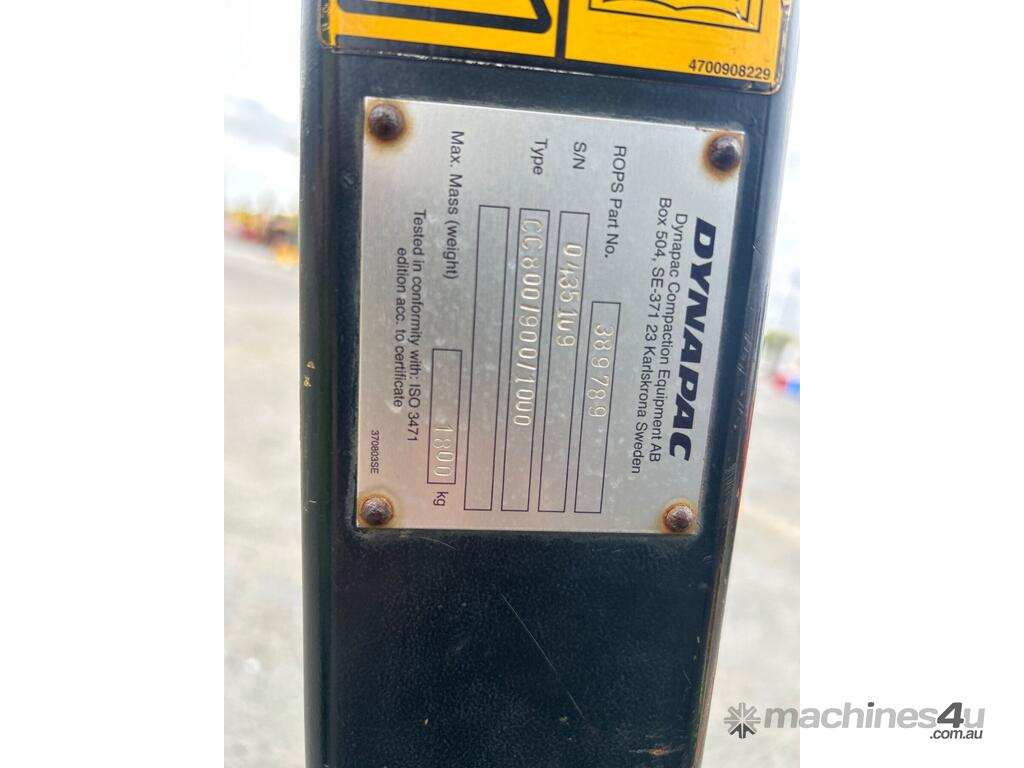 4700908229
DYNAPAC
Dynapac Compaction Equipment AB
Box 504, SE-371 23 Karlskrona Sweden
ROPS Part No. 389789
S/N 0435109
Type CC800/900/1000
Max. Mass (weight) 1800 kg
Tested in conformity with: ISO 3471
edition acc. to certificate
370803SE
machines4u
.com.au